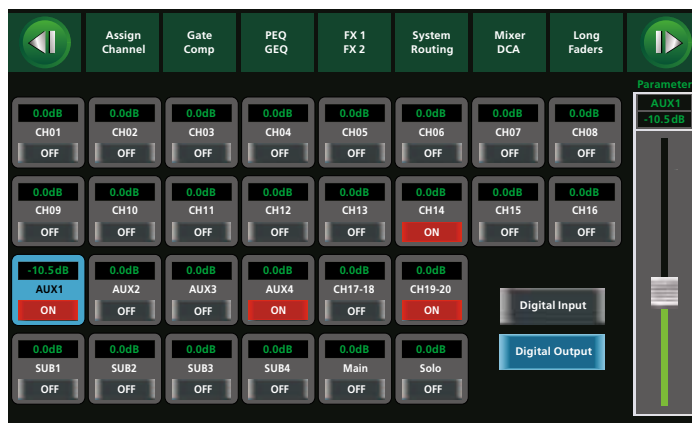 Assign Channel
Gate Comp
PEQ GEQ
FX 1 FX 2
System Routing
Mixer DCA
Long Faders
Parameter
AUX1
-10.5dB
0.0dB 0.0dB 0.0dB 0.0dB 0.0dB 0.0dB 0.0dB 0.0dB
CH01 CH02 CH03 CH04 CH05 CH06 CH07 CH08
OFF OFF OFF OFF OFF OFF OFF OFF
0.0dB 0.0dB 0.0dB 0.0dB 0.0dB 0.0dB 0.0dB 0.0dB
CH09 CH10 CH11 CH12 CH13 CH14 CH15 CH16
OFF OFF OFF OFF OFF ON OFF OFF
-10.5dB 0.0dB 0.0dB 0.0dB 0.0dB 0.0dB
AUX1 AUX2 AUX3 AUX4 CH17-18 CH19-20
ON OFF OFF ON OFF ON
Digital Input
Digital Output
0.0dB 0.0dB 0.0dB 0.0dB 0.0dB 0.0dB
SUB1 SUB2 SUB3 SUB4 Main Solo
OFF OFF OFF OFF OFF OFF